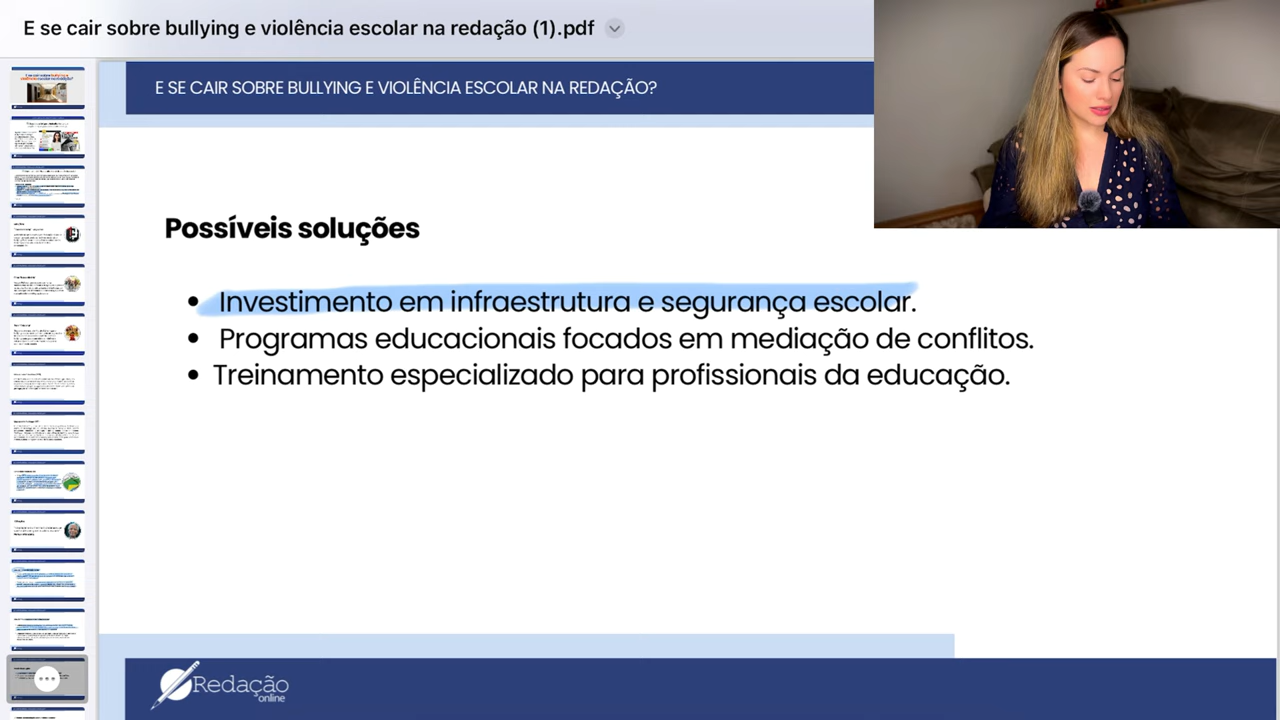 E se cair sobre bullying e violência escolar na redação (1).pdf
E SE CAIR SOBRE BULLYING E VIOLÊNCIA ESCOLAR NA REDAÇÃO?
Possíveis soluções
• Investimento em infraestrutura e segurança escolar.
• Programas educacionais focados em mediação de conflitos.
• Treinamento especializado para profissionais da educação.
Redação
online